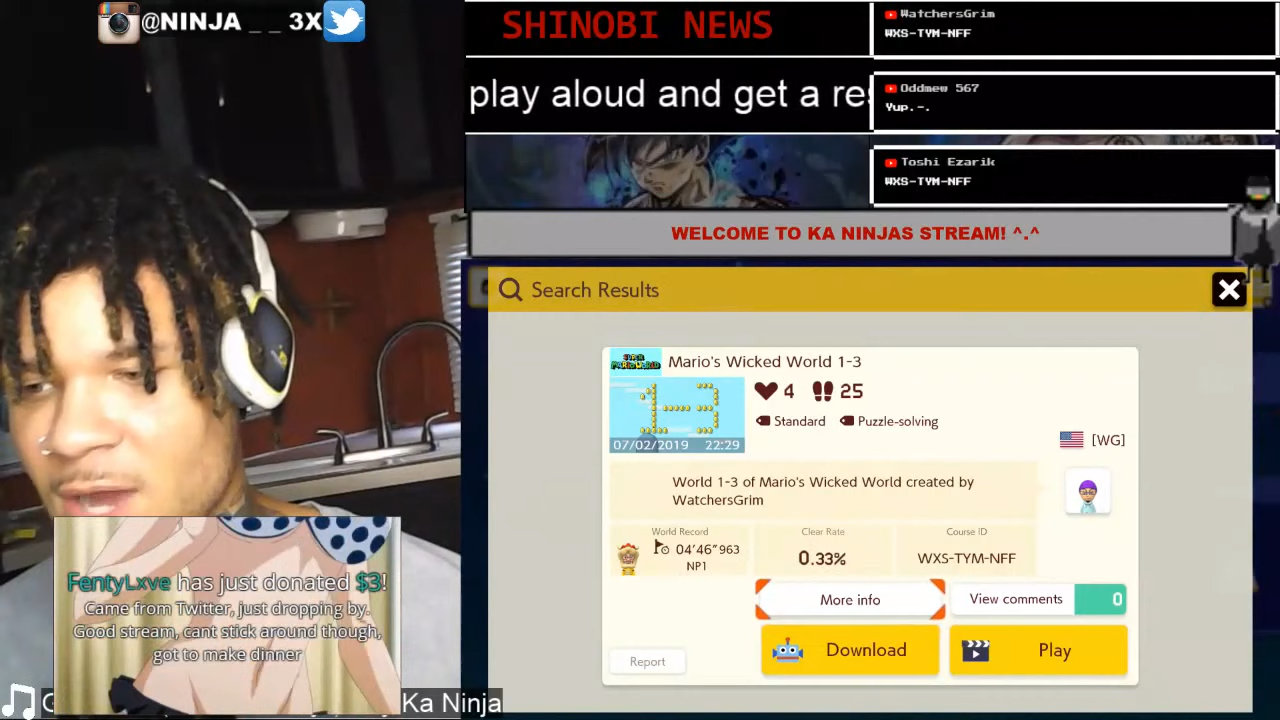 @NINJA _ _ 3X
SHINOBI NEWS
WatchersGrim
WXS-TYM-NFF
play aloud and get a
Oddmew 567
Yup.-.
Toshi Ezarik
WXS-TYM-NFF
WELCOME TO KA NINJAS STREAM! ^.^
Search Results
SUPER
MARIO WORLD
Mario's Wicked World 1-3
4 25
1-3
Standard Puzzle-solving
07/02/2019 22:29
[WG]
World 1-3 of Mario's Wicked World created by
WatchersGrim
World Record
04'46"963
NP1
Clear Rate
0.33%
Course ID
WXS-TYM-NFF
More info
View comments 0
Download
Play
Report
FentyLxve has just donated $3!
Came from Twitter, just dropping by.
Good stream, cant stick around though,
got to make dinner
Ka Ninja